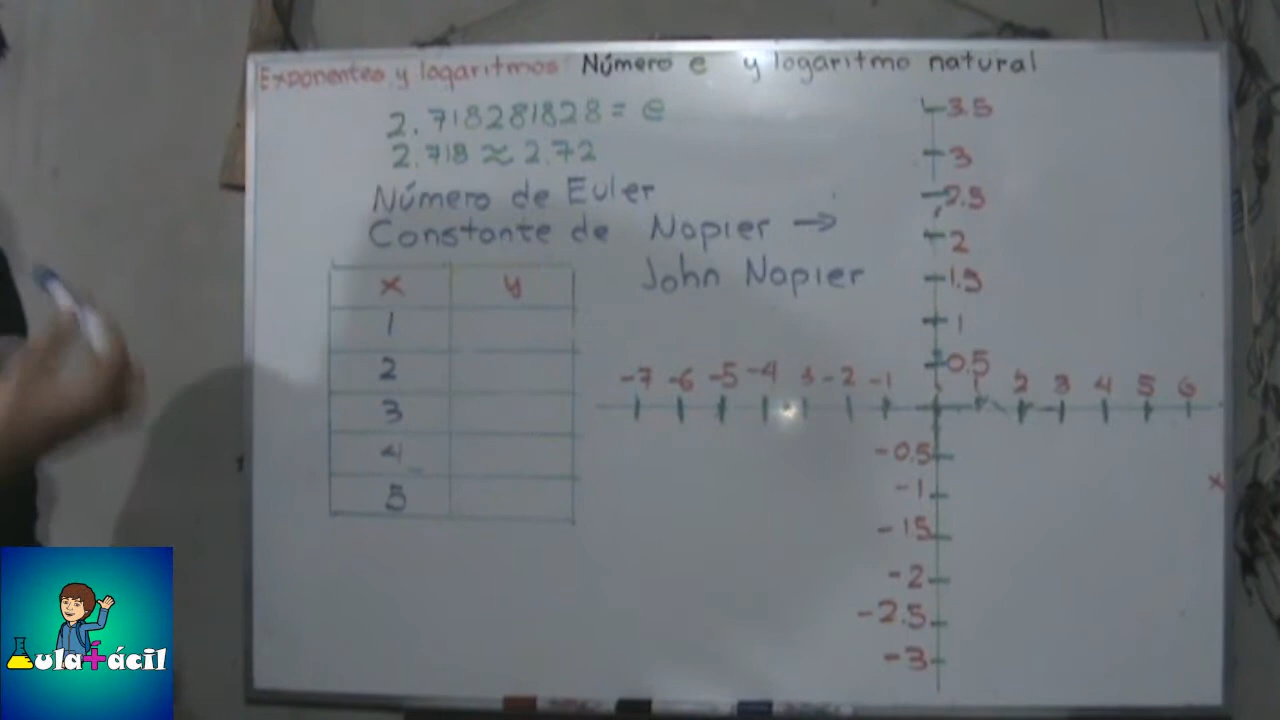 Exponentes y logaritmos: Número e y logaritmo natural
2.718281828 = e
2.718 ≈ 2.72
Número de Euler
Constante de Napier →
John Napier
x y
1
2
3
4
5
3.5
3
2.5
2
1.5
1
0.5
-7 -6 -5 -4 3 -2 -1 1 2 3 4 5 6
-0.5
-1
x
-1.5
-2
-2.5
-3
Aula+ácil